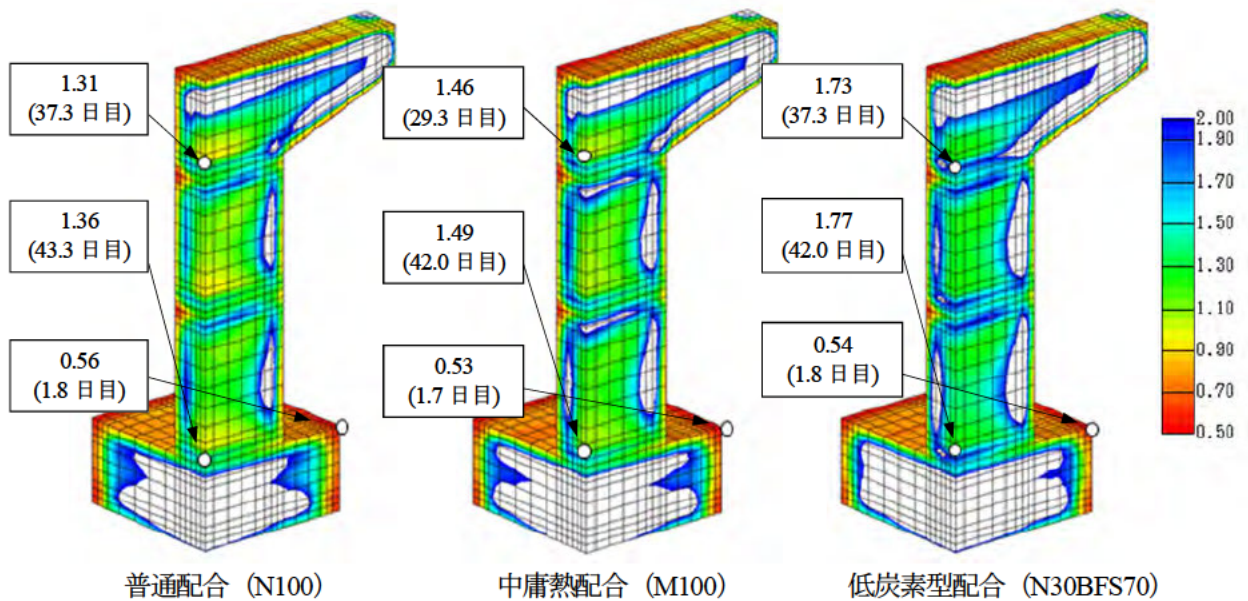 1.31
(37.3 日目)
1.36
(43.3 日目)
0.56
(1.8 日目)
普通配合（N100）
1.46
(29.3 日目)
1.49
(42.0 日目)
0.53
(1.7 日目)
中庸熱配合（M100）
1.73
(37.3 日目)
1.77
(42.0 日目)
0.54
(1.8 日目)
低炭素型配合（N30BFS70）
2.00
1.90
1.70
1.50
1.30
1.10
0.90
0.70
0.50